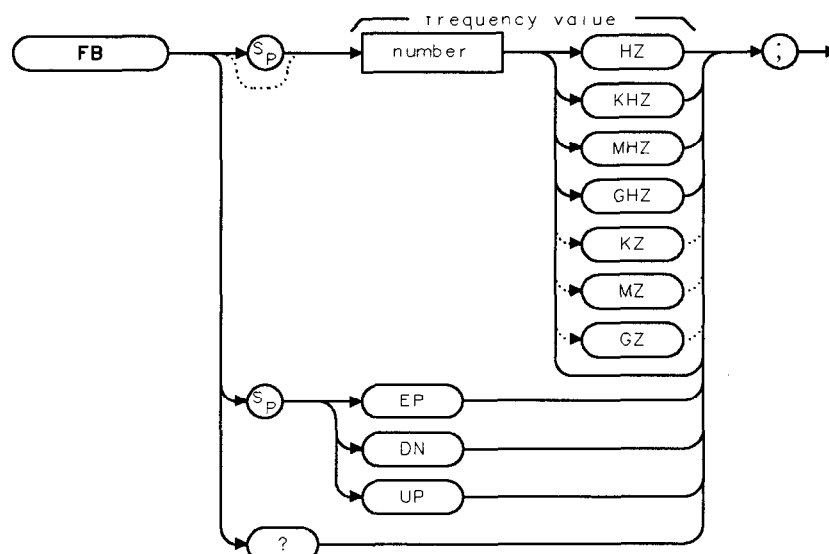 frequency value
FB
SP
number
HZ
;
KHZ
MHZ
GHZ
KZ
MZ
GZ
SP
EP
DN
UP
?